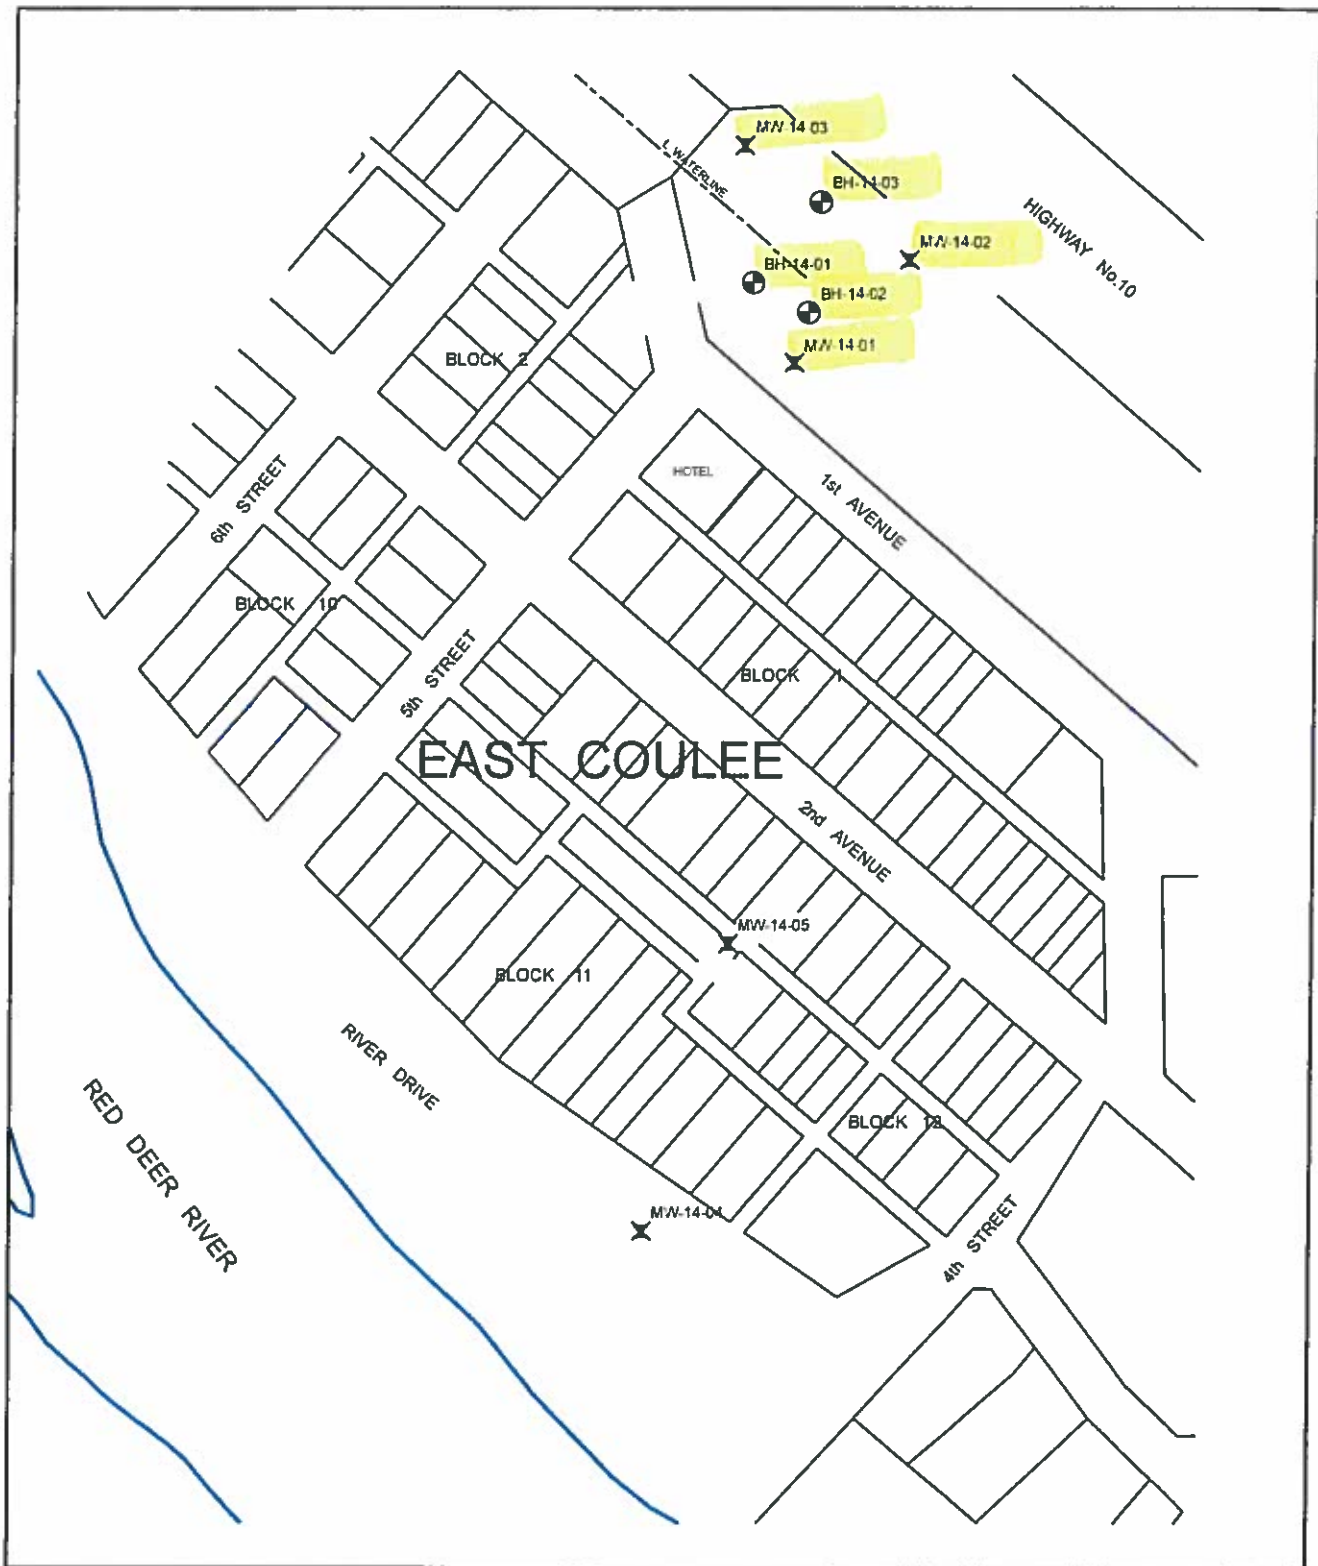 MW-14-03
L. WATERLINE
BH-14-03
HIGHWAY No.10
MW-14-02
BH-14-01
BH-14-02
MW-14-01
BLOCK 2
HOTEL
1st AVENUE
6th STREET
BLOCK 10
5th STREET
BLOCK 1
EAST COULEE
2nd AVENUE
MW-14-05
BLOCK 11
RIVER DRIVE
RED DEER RIVER
BLOCK 12
MW-14-04
4th STREET